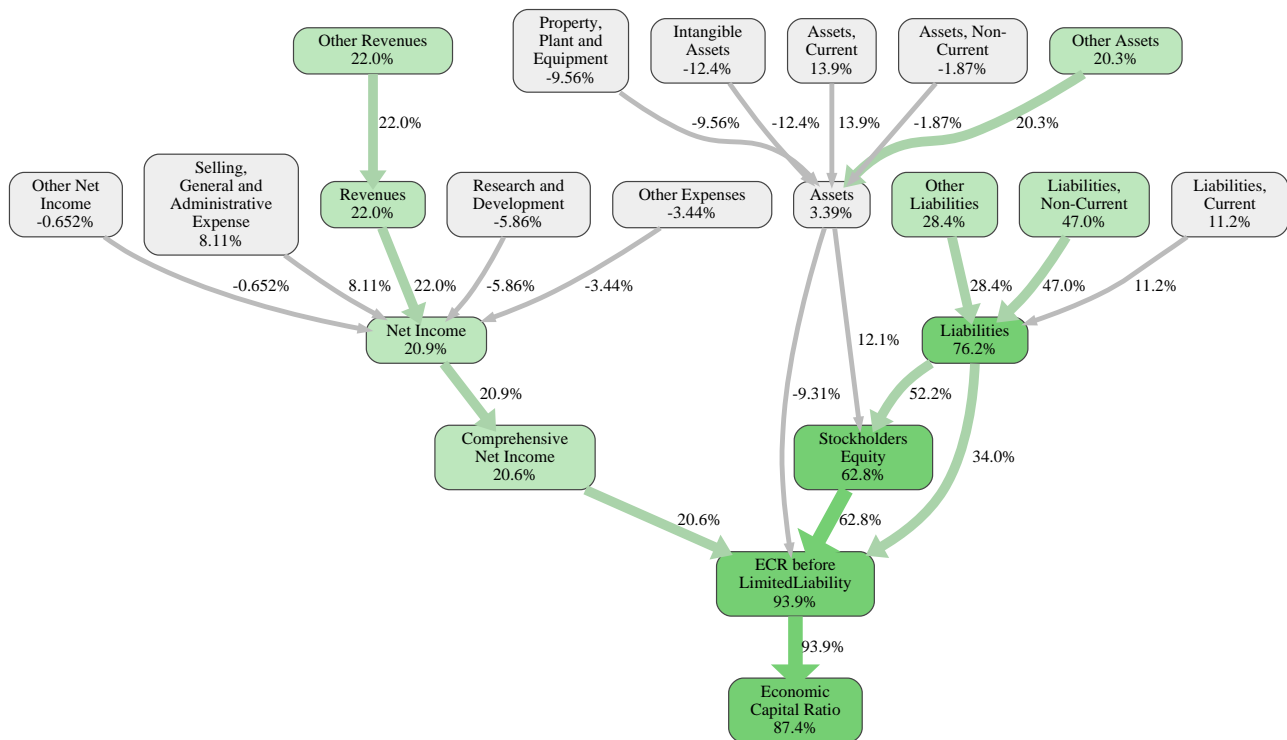 Other Revenues
22.0%
Property,
Plant and
Equipment
-9.56%
Intangible
Assets
-12.4%
Assets,
Current
13.9%
Assets, Non-
Current
-1.87%
Other Assets
20.3%
22.0%
-9.56%
-12.4%
13.9%
-1.87%
20.3%
Other Net
Income
-0.652%
Selling,
General and
Administrative
Expense
8.11%
Revenues
22.0%
Research and
Development
-5.86%
Other Expenses
-3.44%
Assets
3.39%
Other
Liabilities
28.4%
Liabilities,
Non-Current
47.0%
Liabilities,
Current
11.2%
-0.652%
8.11%
22.0%
-5.86%
-3.44%
28.4%
47.0%
11.2%
Net Income
20.9%
Liabilities
76.2%
12.1%
20.9%
-9.31%
52.2%
Comprehensive
Net Income
20.6%
Stockholders
Equity
62.8%
34.0%
20.6%
62.8%
ECR before
LimitedLiability
93.9%
93.9%
Economic
Capital Ratio
87.4%